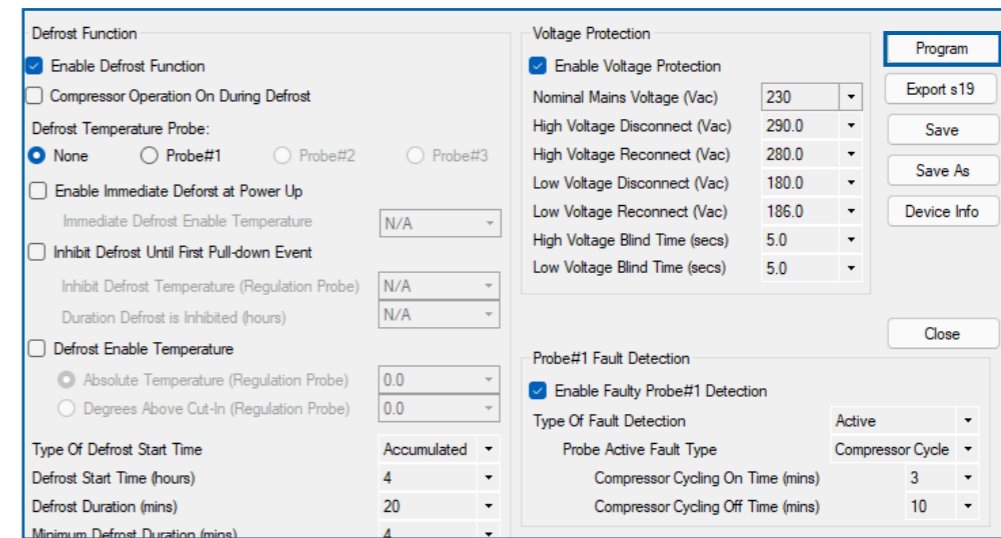 Defrost Function
Enable Defrost Function
Compressor Operation On During Defrost
Defrost Temperature Probe:
None Probe#1 Probe#2 Probe#3
Enable Immediate Deforst at Power Up
Immediate Defrost Enable Temperature N/A
Inhibit Defrost Until First Pull-down Event
Inhibit Defrost Temperature (Regulation Probe) N/A
Duration Defrost is Inhibited (hours) N/A
Defrost Enable Temperature
Absolute Temperature (Regulation Probe) 0.0
Degrees Above Cut-In (Regulation Probe) 0.0
Type Of Defrost Start Time Accumulated
Defrost Start Time (hours) 4
Defrost Duration (mins) 20
Minimum Defrost Duration (mins) 4
Voltage Protection
Enable Voltage Protection
Nominal Mains Voltage (Vac) 230
High Voltage Disconnect (Vac) 290.0
High Voltage Reconnect (Vac) 280.0
Low Voltage Disconnect (Vac) 180.0
Low Voltage Reconnect (Vac) 186.0
High Voltage Blind Time (secs) 5.0
Low Voltage Blind Time (secs) 5.0
Probe#1 Fault Detection
Enable Faulty Probe#1 Detection
Type Of Fault Detection Active
Probe Active Fault Type Compressor Cycle
Compressor Cycling On Time (mins) 3
Compressor Cycling Off Time (mins) 10
Program
Export s19
Save
Save As
Device Info
Close